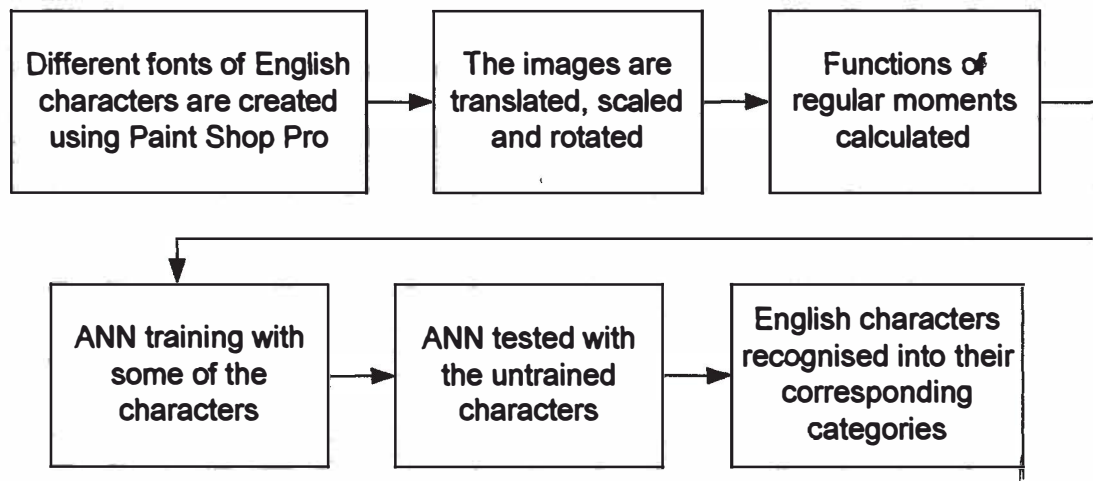 Different fonts of English
characters are created
using Paint Shop Pro
The images are
translated, scaled
and rotated
Functions of
regular moments
calculated
ANN training with
some of the
characters
ANN tested with
the untrained
characters
English characters
recognised into their
corresponding
categories